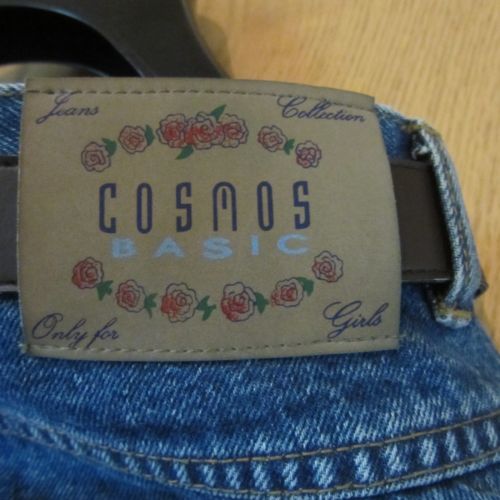 Jeans Collection
COSMOS
BASIC
Only for Girls